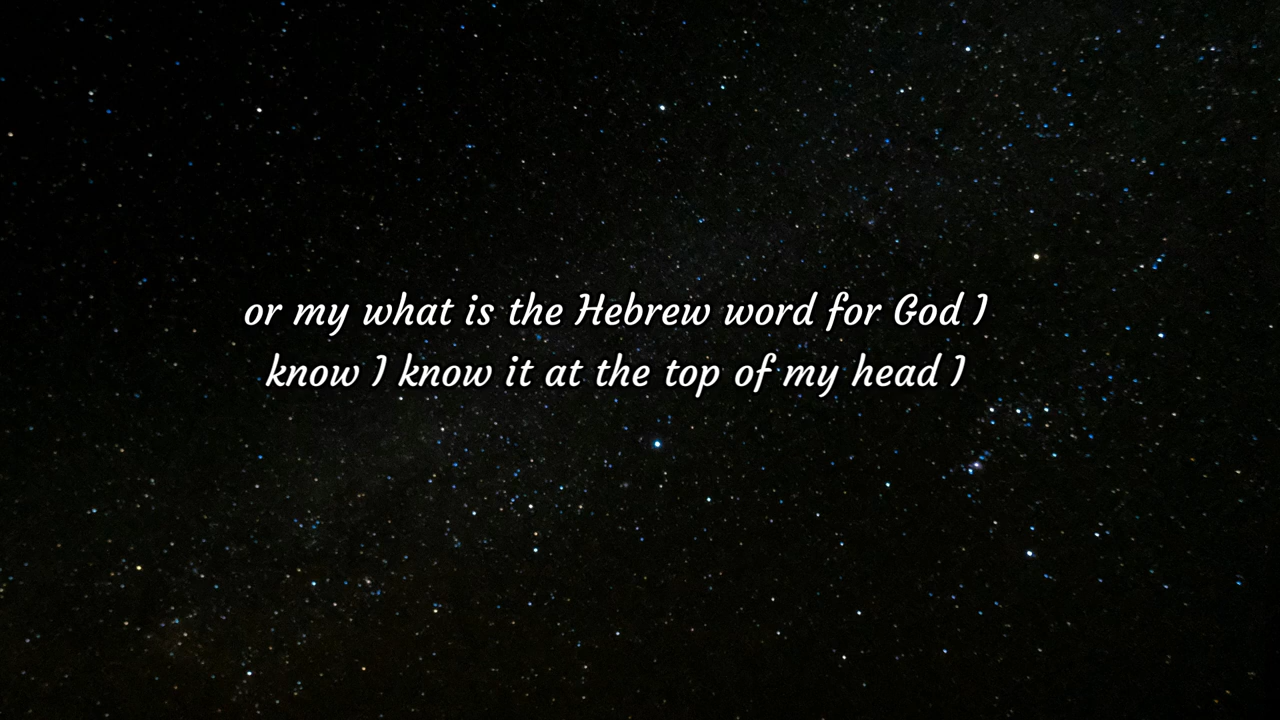 or my what is the Hebrew word for God I
know I know it at the top of my head I